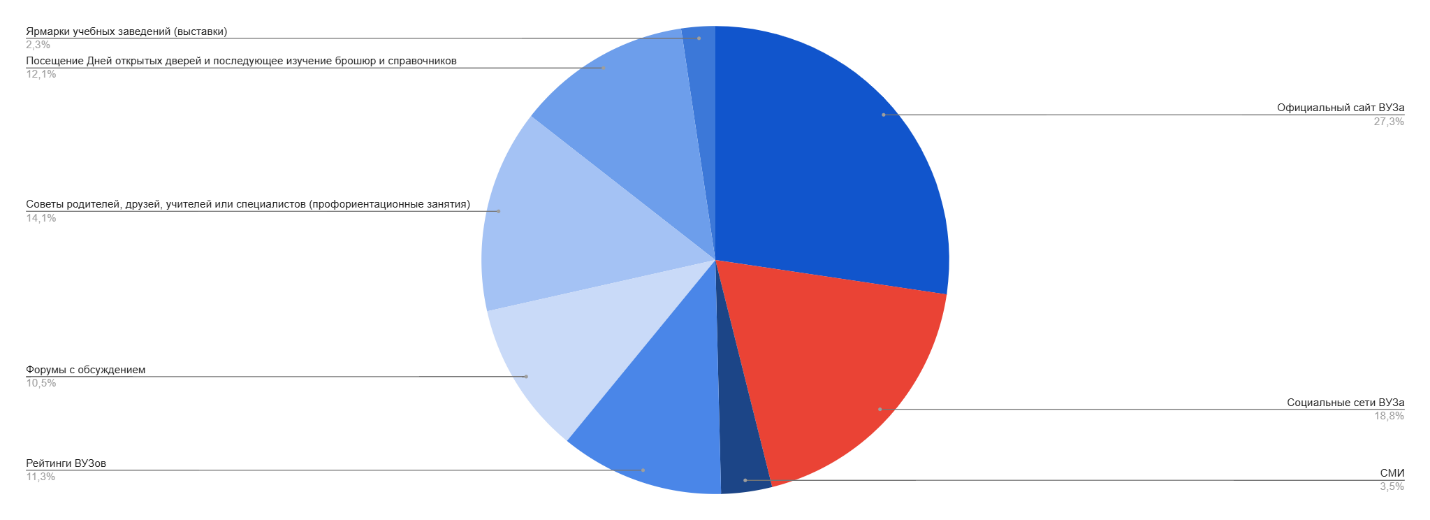 Ярмарки учебных заведений (выставки)
2,3%
Посещение Дней открытых дверей и последующее изучение брошюр и справочников
12,1%
Советы родителей, друзей, учителей или специалистов (профориентационные занятия)
14,1%
Форумы с обсуждением
10,5%
Рейтинги ВУЗов
11,3%
Официальный сайт ВУЗа
27,3%
Социальные сети ВУЗа
18,8%
СМИ
3,5%